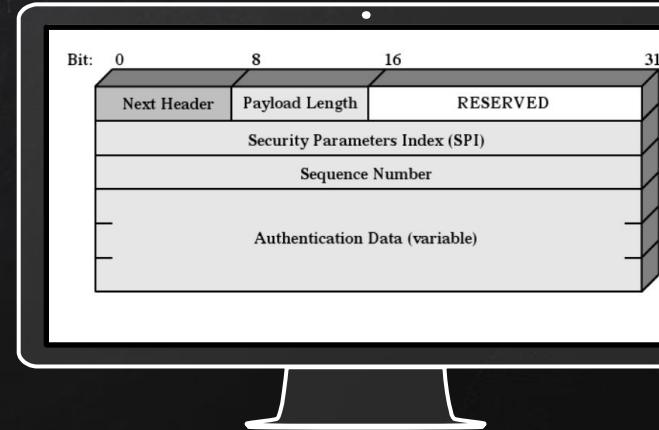 Bit: 0 8 16 31
Next Header Payload Length RESERVED
Security Parameters Index (SPI)
Sequence Number
Authentication Data (variable)